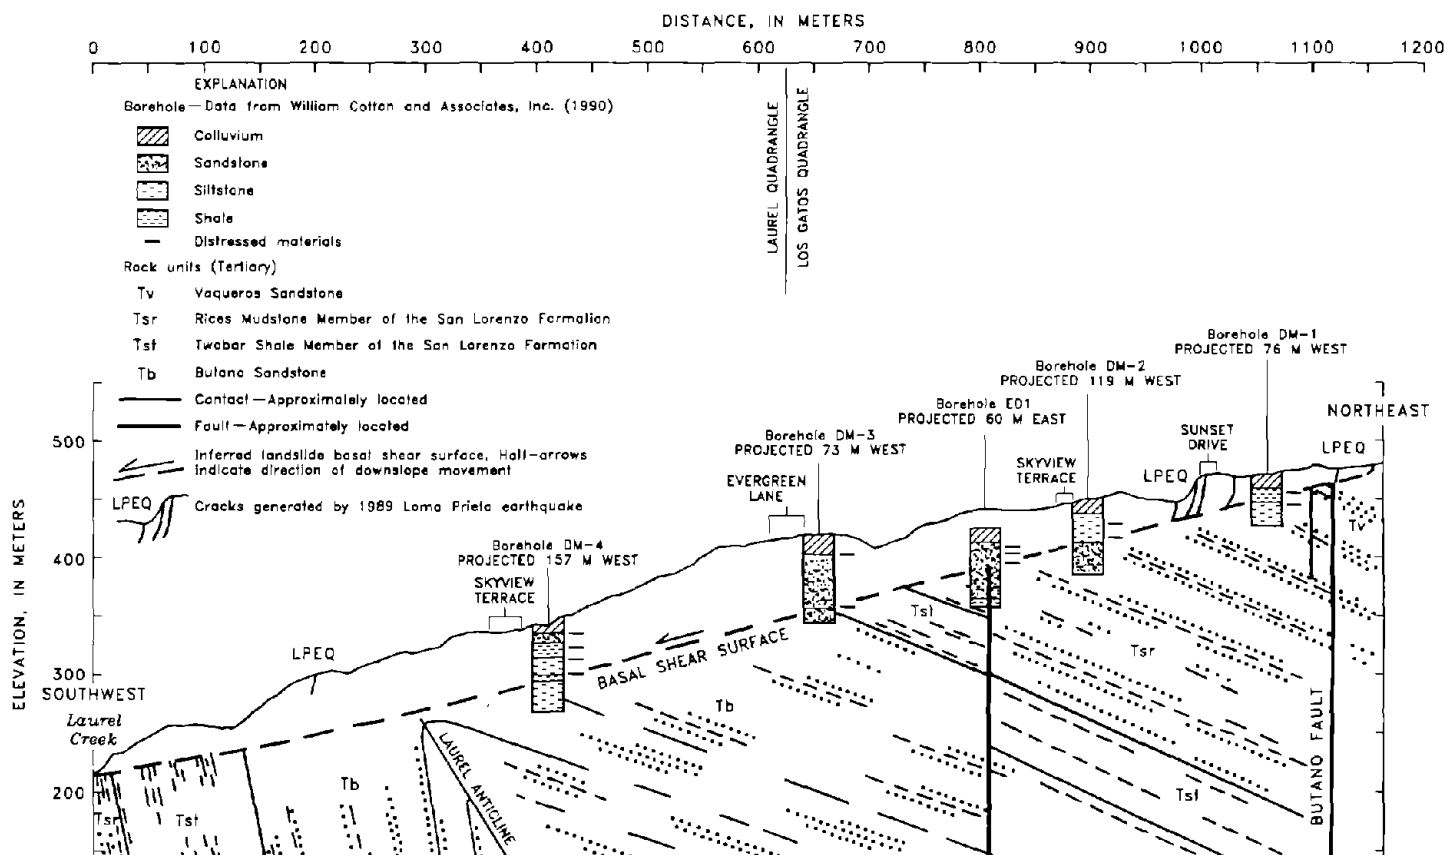 DISTANCE, IN METERS
0 100 200 300 400 500 600 700 800 900 1000 1100 1200
EXPLANATION
Borehole—Data from William Cotton and Associates, Inc. (1990)
Colluvium
Sandstone
Siltstone
Shale
Distressed materials
Rock units (Tertiary)
Tv Vaqueros Sandstone
Tsr Rices Mudstone Member of the San Lorenzo Formation
Tst Twobar Shale Member of the San Lorenzo Formation
Tb Butano Sandstone
Contact—Approximately located
Fault—Approximately located
Inferred landslide basal shear surface, Half-arrows
indicate direction of downslope movement
LPEQ Cracks generated by 1989 Loma Prieta earthquake
LAUREL QUADRANGLE
LOS GATOS QUADRANGLE
Borehole DM-1
PROJECTED 76 M WEST
Borehole DM-2
PROJECTED 119 M WEST
Borehole ED1
PROJECTED 60 M EAST
Borehole DM-3
PROJECTED 73 M WEST
Borehole DM-4
PROJECTED 157 M WEST
NORTHEAST
LPEQ
SUNSET
DRIVE
LPEQ
SKYVIEW
TERRACE
EVERGREEN
LANE
SKYVIEW
TERRACE
LPEQ
ELEVATION, IN METERS
500
400
300
200
SOUTHWEST
Laurel
Creek
BASAL SHEAR SURFACE
LAUREL ANTICLINE
BUTANO FAULT
Tv
Tst
Tsr
Tb
Tst
Tb
Tsr
Tst